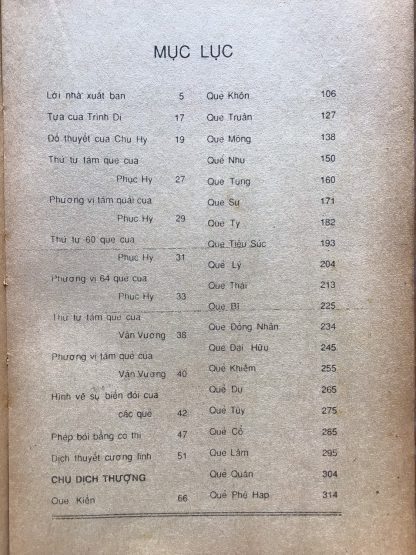 MỤC LỤC
Lời nhà xuất bản 5
Tựa của Trình Di 17
Đồ thuyết của Chu Hy 19
Thứ tự tám quẻ của
Phục Hy 27
Phương vị tám quái của
Phục Hy 29
Thứ tự 60 quẻ của
Phục Hy 31
Phương vị 64 quẻ của
Phục Hy 33
Thứ tự tám quẻ của
Văn Vương 38
Phương vị tám quẻ của
Văn Vương 40
Hình vẽ sự biến đổi của
các quẻ 42
Phép bói bằng cỏ thi 47
Dịch thuyết cương lĩnh 51
CHU DỊCH THƯỢNG
Quẻ Kiền 66
Quẻ Khôn 106
Quẻ Truân 127
Quẻ Mông 138
Quẻ Nhu 150
Quẻ Tụng 160
Quẻ Sư 171
Quẻ Tỵ 182
Quẻ Tiểu Súc 193
Quẻ Lý 204
Quẻ Thái 213
Quẻ Bĩ 225
Quẻ Đồng Nhân 234
Quẻ Đại Hữu 245
Quẻ Khiêm 255
Quẻ Dự 265
Quẻ Tùy 275
Quẻ Cổ 285
Quẻ Lâm 295
Quẻ Quán 304
Quẻ Phệ Hạp 314